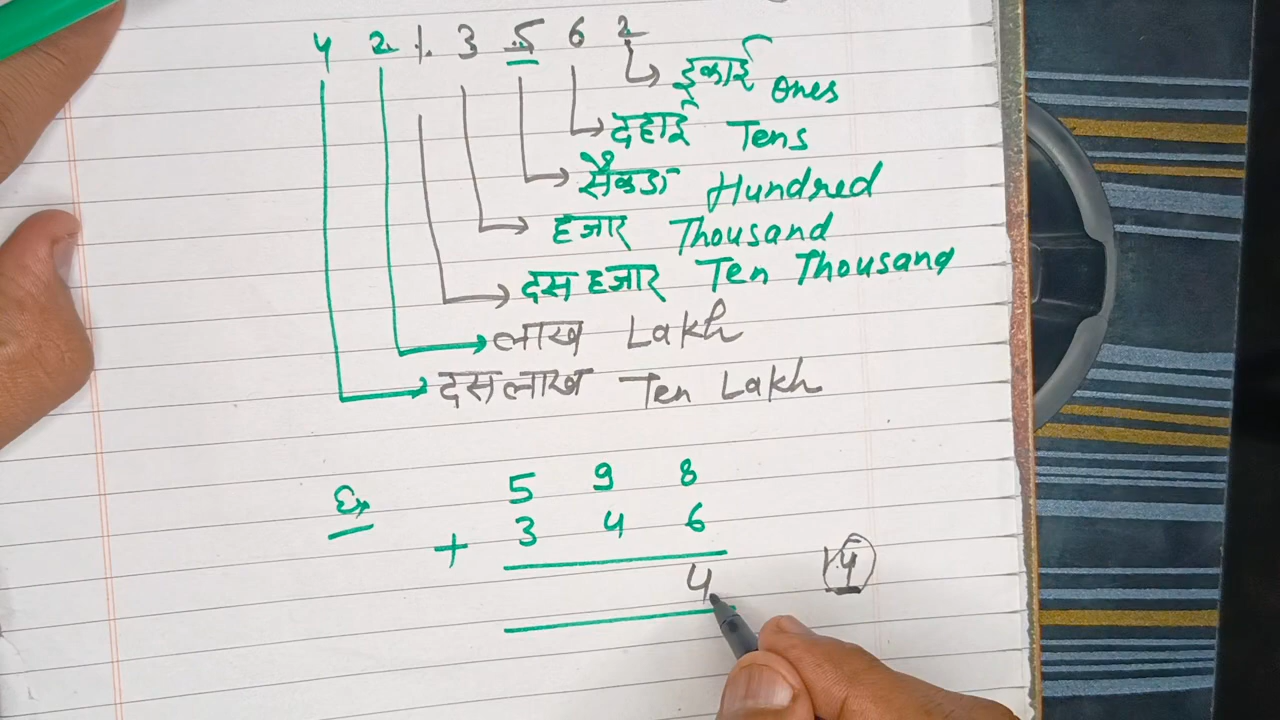 4 2 1 3 5 6 2
इकाई Ones
दहाई Tens
सैकडा Hundred
हजार Thousand
दस हजार Ten Thousand
लाख Lakh
दस लाख Ten Lakh
Ex 5 9 8
+ 3 4 6
4 14